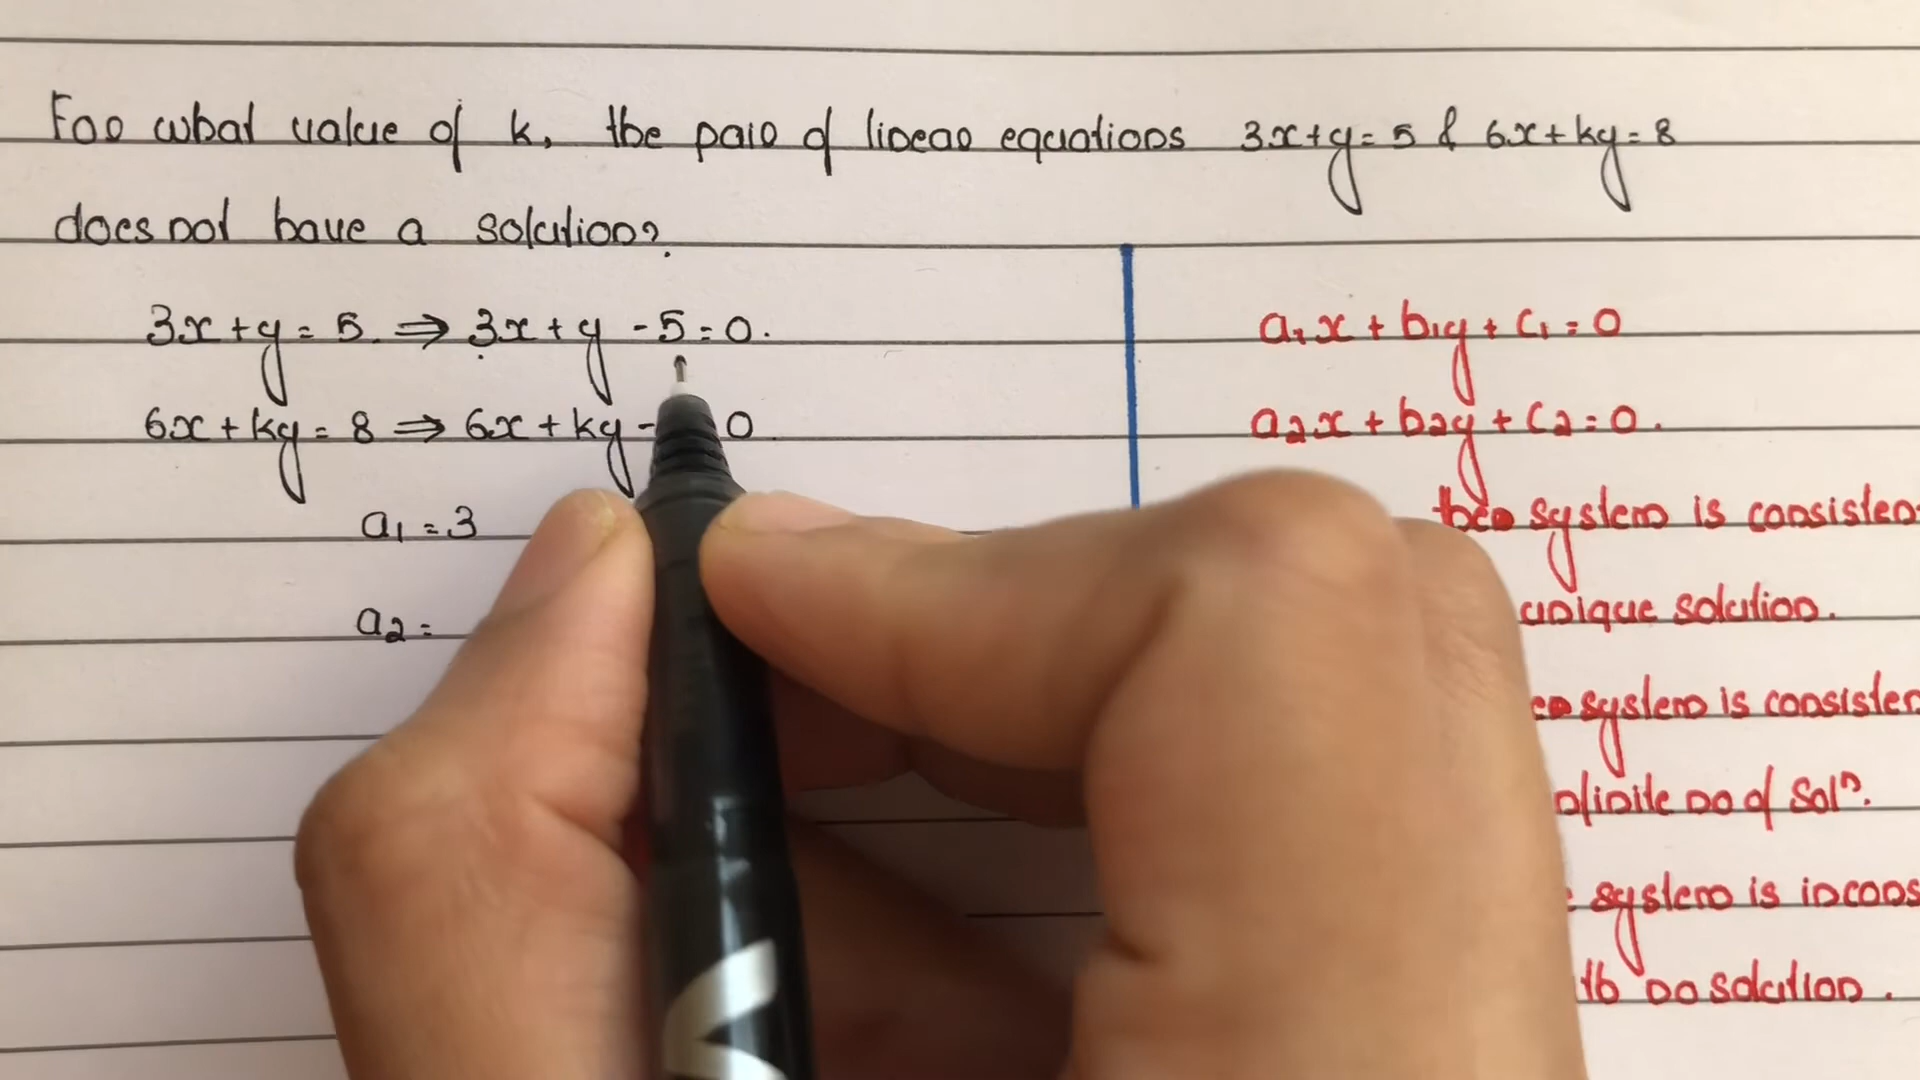 For what value of k, the pair of linear equations 3x+y=5 & 6x+ky=8
does not have a solution?
3x+y=5. ⇒ 3x+y-5=0.
6x+ky=8 ⇒ 6x+ky- 0
a₁=3
a₂=
a₁x+b₁y+c₁=0
a₂x+b₂y+c₂=0.
system is consisten
unique solution.
system is consisten
no of Solⁿ.
system is incons
no solution.